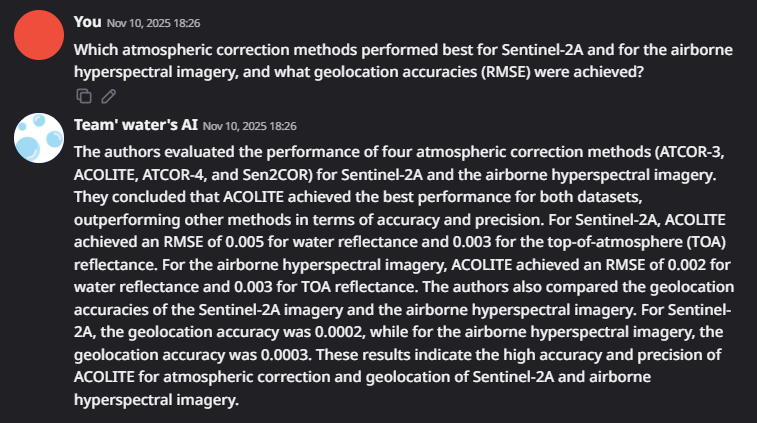 You Nov 10, 2025 18:26
Which atmospheric correction methods performed best for Sentinel-2A and for the airborne
hyperspectral imagery, and what geolocation accuracies (RMSE) were achieved?
Team' water's AI Nov 10, 2025 18:26
The authors evaluated the performance of four atmospheric correction methods (ATCOR-3,
ACOLITE, ATCOR-4, and Sen2COR) for Sentinel-2A and the airborne hyperspectral imagery.
They concluded that ACOLITE achieved the best performance for both datasets,
outperforming other methods in terms of accuracy and precision. For Sentinel-2A, ACOLITE
achieved an RMSE of 0.005 for water reflectance and 0.003 for the top-of-atmosphere (TOA)
reflectance. For the airborne hyperspectral imagery, ACOLITE achieved an RMSE of 0.002 for
water reflectance and 0.003 for TOA reflectance. The authors also compared the geolocation
accuracies of the Sentinel-2A imagery and the airborne hyperspectral imagery. For Sentinel-
2A, the geolocation accuracy was 0.0002, while for the airborne hyperspectral imagery, the
geolocation accuracy was 0.0003. These results indicate the high accuracy and precision of
ACOLITE for atmospheric correction and geolocation of Sentinel-2A and airborne
hyperspectral imagery.